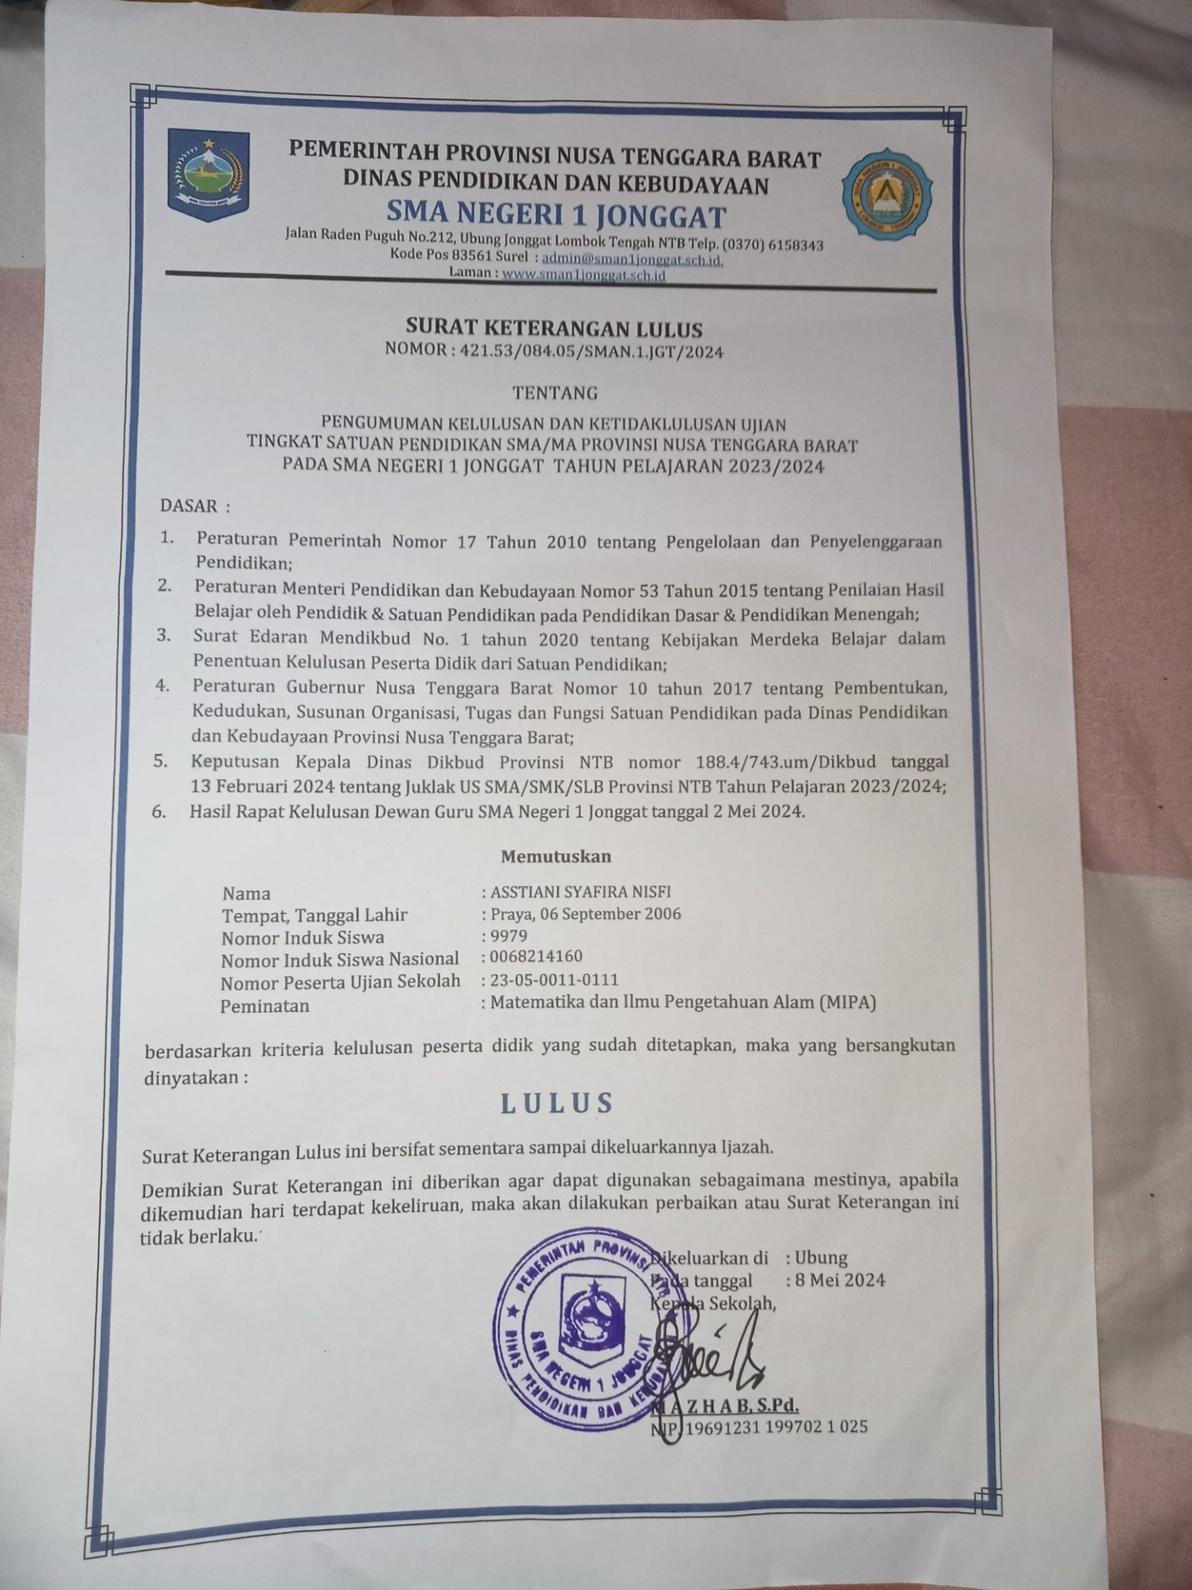 PEMERINTAH PROVINSI NUSA TENGGARA BARAT
DINAS PENDIDIKAN DAN KEBUDAYAAN
SMA NEGERI 1 JONGGAT
Jalan Raden Puguh No.212, Ubung Jonggat Lombok Tengah NTB Telp. (0370) 6158343
Kode Pos 83561 Surel : admin@sman1jonggat.sch.id.
Laman : www.sman1jonggat.sch.id
SURAT KETERANGAN LULUS
NOMOR : 421.53/084.05/SMAN.1.JGT/2024
TENTANG
PENGUMUMAN KELULUSAN DAN KETIDAKLULUSAN UJIAN
TINGKAT SATUAN PENDIDIKAN SMA/MA PROVINSI NUSA TENGGARA BARAT
PADA SMA NEGERI 1 JONGGAT TAHUN PELAJARAN 2023/2024
DASAR :
1. Peraturan Pemerintah Nomor 17 Tahun 2010 tentang Pengelolaan dan Penyelenggaraan
Pendidikan;
2. Peraturan Menteri Pendidikan dan Kebudayaan Nomor 53 Tahun 2015 tentang Penilaian Hasil
Belajar oleh Pendidik & Satuan Pendidikan pada Pendidikan Dasar & Pendidikan Menengah;
3. Surat Edaran Mendikbud No. 1 tahun 2020 tentang Kebijakan Merdeka Belajar dalam
Penentuan Kelulusan Peserta Didik dari Satuan Pendidikan;
4. Peraturan Gubernur Nusa Tenggara Barat Nomor 10 tahun 2017 tentang Pembentukan,
Kedudukan, Susunan Organisasi, Tugas dan Fungsi Satuan Pendidikan pada Dinas Pendidikan
dan Kebudayaan Provinsi Nusa Tenggara Barat;
5. Keputusan Kepala Dinas Dikbud Provinsi NTB nomor 188.4/743.um/Dikbud tanggal
13 Februari 2024 tentang Juklak US SMA/SMK/SLB Provinsi NTB Tahun Pelajaran 2023/2024;
6. Hasil Rapat Kelulusan Dewan Guru SMA Negeri 1 Jonggat tanggal 2 Mei 2024.
Memutuskan
Nama : ASSTIANI SYAFIRA NISFI
Tempat, Tanggal Lahir : Praya, 06 September 2006
Nomor Induk Siswa : 9979
Nomor Induk Siswa Nasional : 0068214160
Nomor Peserta Ujian Sekolah : 23-05-0011-0111
Peminatan : Matematika dan Ilmu Pengetahuan Alam (MIPA)
berdasarkan kriteria kelulusan peserta didik yang sudah ditetapkan, maka yang bersangkutan
dinyatakan :
L U L U S
Surat Keterangan Lulus ini bersifat sementara sampai dikeluarkannya Ijazah.
Demikian Surat Keterangan ini diberikan agar dapat digunakan sebagaimana mestinya, apabila
dikemudian hari terdapat kekeliruan, maka akan dilakukan perbaikan atau Surat Keterangan ini
tidak berlaku.
Dikeluarkan di : Ubung
Pada tanggal : 8 Mei 2024
Kepala Sekolah,
PEMERINTAH PROVINSI NTB
SMA NEGERI 1 JONGGAT
DINAS PENDIDIKAN DAN KEBUDAYAAN
M A Z H A B, S.Pd.
NIP. 19691231 199702 1 025